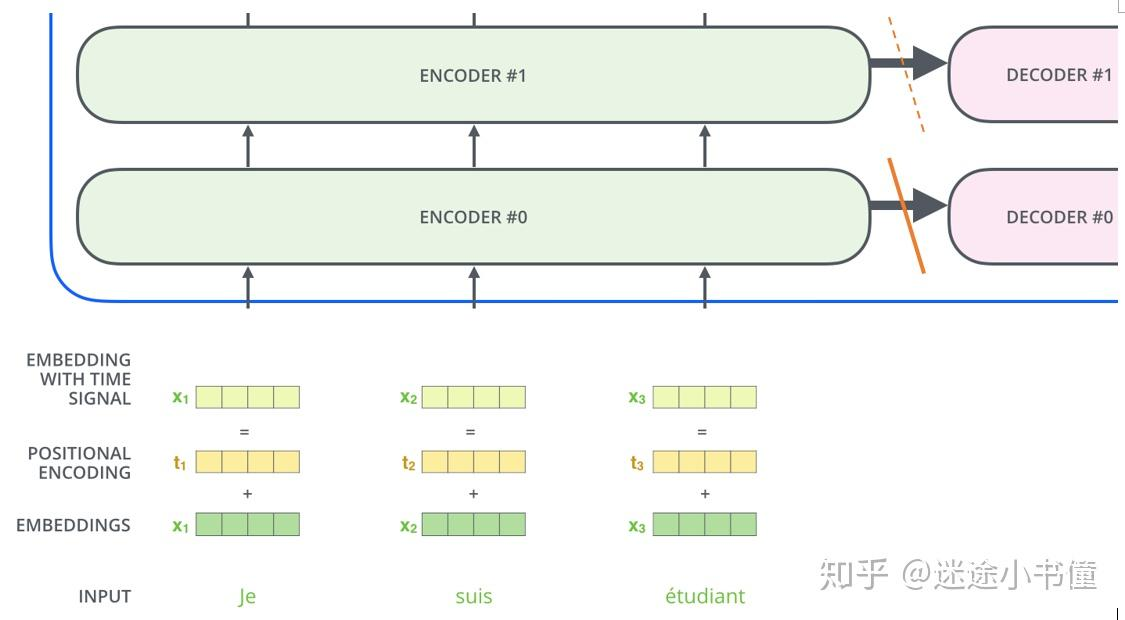 ENCODER #1
DECODER #1
ENCODER #0
DECODER #0
EMBEDDING
WITH TIME
SIGNAL
x₁
x₂
x₃
=
=
=
POSITIONAL
ENCODING
t₁
t₂
t₃
+
+
+
EMBEDDINGS
x₁
x₂
x₃
INPUT
Je
suis
étudiant
知乎 @迷途小书僮